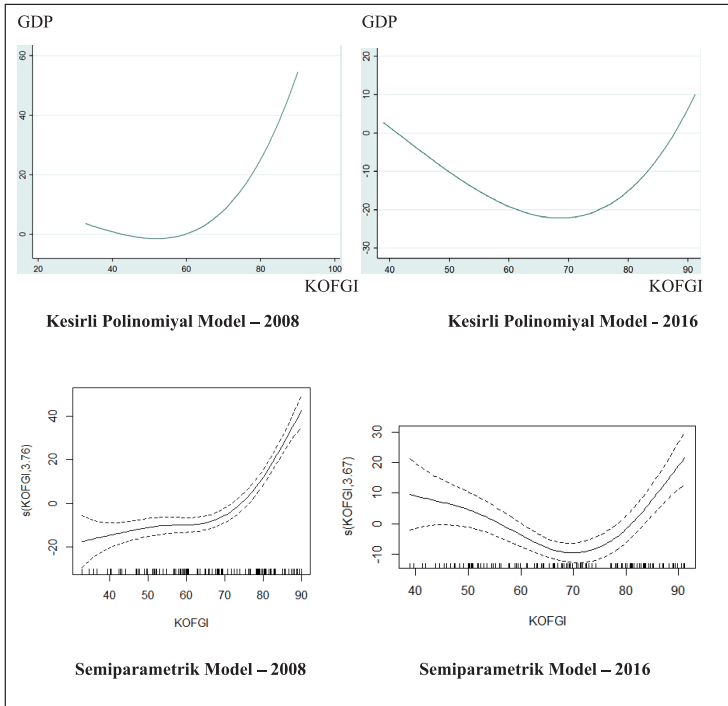 GDP
GDP
60
40
20
0
20 40 60 80 100
KOFGI
20
10
0
-10
-20
-30
40 50 60 70 80 90
KOFGI
Kesirli Polinomiyal Model – 2008
Kesirli Polinomiyal Model - 2016
s(KOFGI,3.76)
40
20
0
-20
40 50 60 70 80 90
KOFGI
s(KOFGI,3.67)
30
20
10
0
-10
40 50 60 70 80 90
KOFGI
Semiparametrik Model – 2008
Semiparametrik Model – 2016